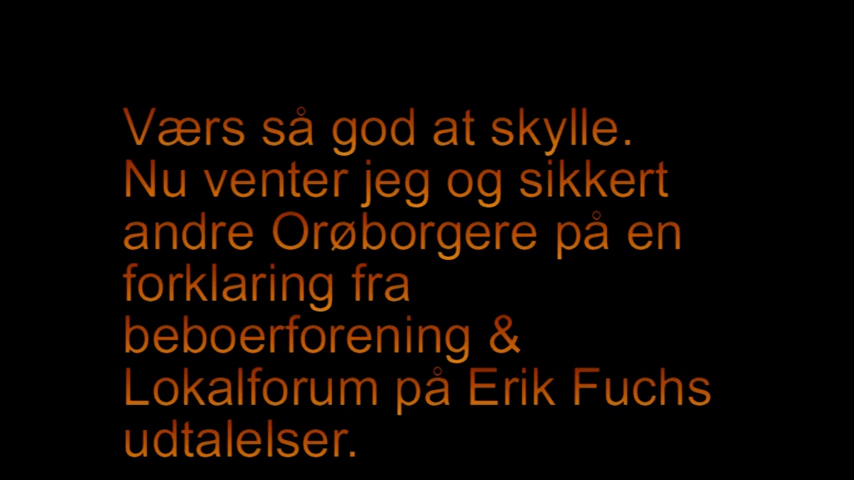 Værs så god at skylle.
Nu venter jeg og sikkert
andre Orøborgere på en
forklaring fra
beboerforening &
Lokalforum på Erik Fuchs
udtalelser.